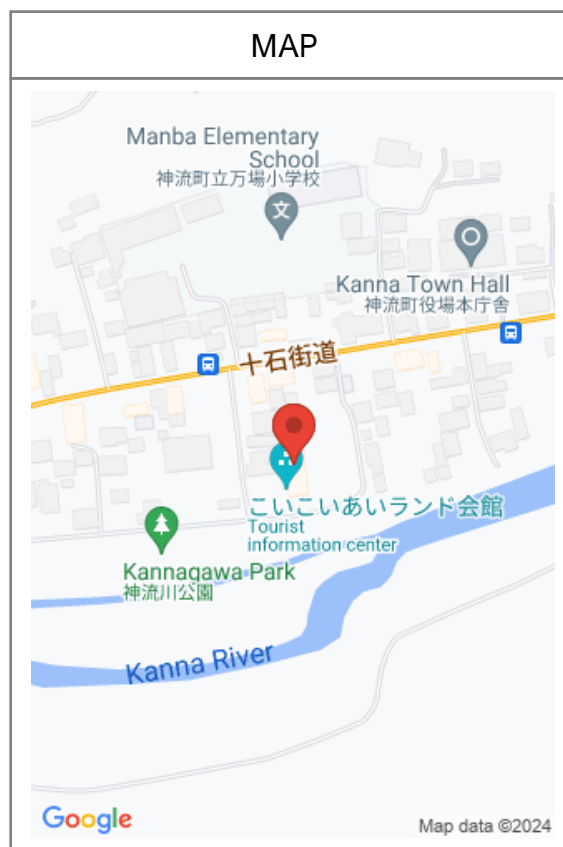 MAP
Manba Elementary
School
神流町立万場小学校
文
Kanna Town Hall
神流町役場本庁舎
十石街道
こいこいあいランド会館
Tourist
information center
Kannagawa Park
神流川公園
Kanna River
Google
Map data ©2024